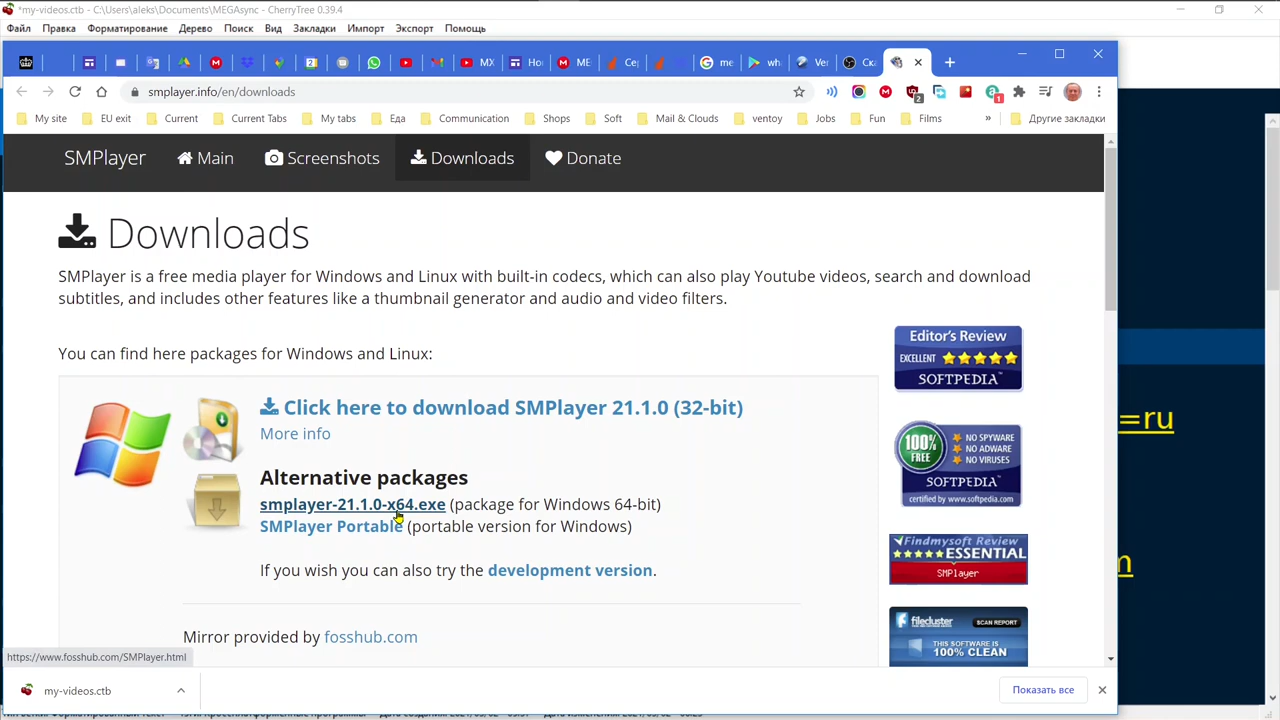 *my-videos.ctb - C:\Users\aleks\Documents\MEGAsync - CherryTree 0.39.4
Файл Правка Форматирование Дерево Поиск Вид Закладки Импорт Экспорт Помощь
MX Но ME Сер me wh Ver Ска
smplayer.info/en/downloads
My site EU exit Current Current Tabs My tabs Еда Communication Shops Soft Mail & Clouds ventoy Jobs Fun Films » Другие закладки
SMPlayer Main Screenshots Downloads Donate
Downloads
SMPlayer is a free media player for Windows and Linux with built-in codecs, which can also play Youtube videos, search and download
subtitles, and includes other features like a thumbnail generator and audio and video filters.
You can find here packages for Windows and Linux:
Editor's Review
EXCELLENT
SOFTPEDIA™
Click here to download SMPlayer 21.1.0 (32-bit)
More info
=ru
100%
FREE
NO SPYWARE
NO ADWARE
NO VIRUSES
SOFTPEDIA
certified by www.softpedia.com
Alternative packages
smplayer-21.1.0-x64.exe (package for Windows 64-bit)
SMPlayer Portable (portable version for Windows)
Findmysoft Review
ESSENTIAL
SMPlayer
If you wish you can also try the development version.
Mirror provided by fosshub.com
filecluster SCAN REPORT
THIS SOFTWARE IS
100% CLEAN
https://www.fosshub.com/SMPlayer.html
my-videos.ctb
Показать все